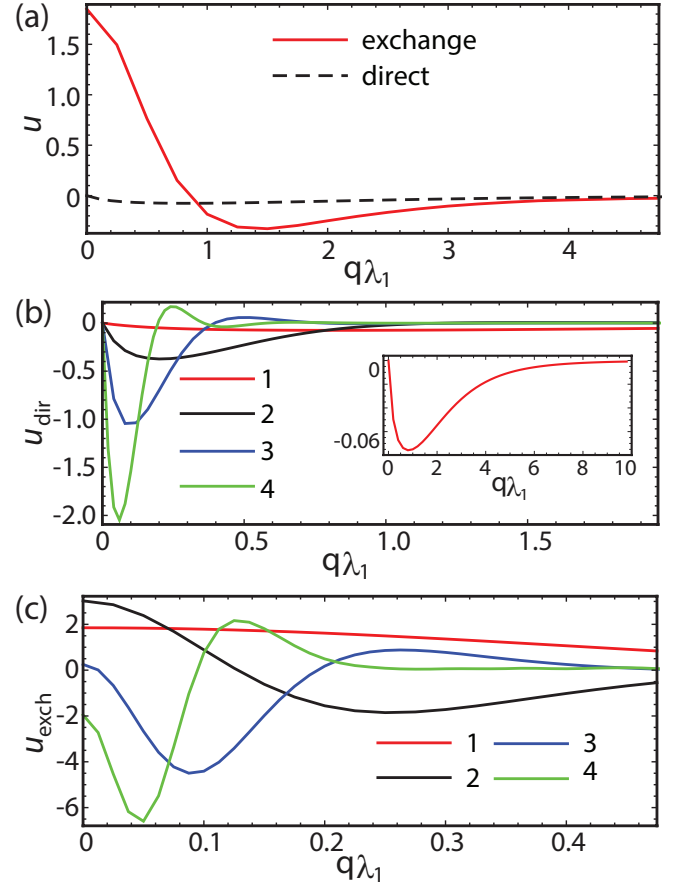 (a)
1.5
1.0
0.5
0
u
exchange
direct
0 1 2 3 4
qλ1
(b)
0
-0.5
-1.0
-1.5
-2.0
udir
1
2
3
4
0
-0.06
0 2 4 6 8 10
qλ1
0 0.5 1.0 1.5
qλ1
(c)
2
0
-2
-4
-6
uexch
1 3
2 4
0 0.1 0.2 0.3 0.4
qλ1